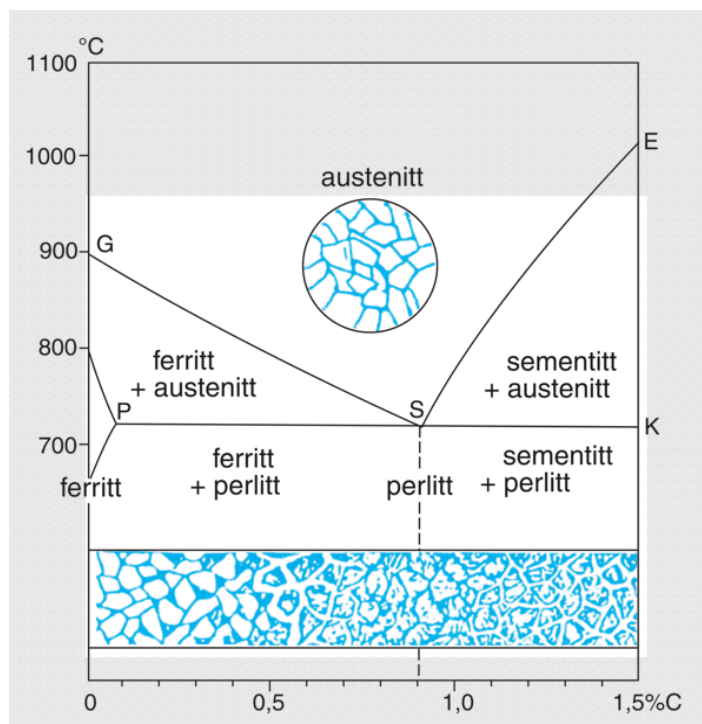 °C
1100
1000
E
austenitt
G
900
800
ferritt
+ austenitt
sementitt
+ austenitt
P
S
K
700
ferritt
+ perlitt
sementitt
+ perlitt
ferritt
perlitt
0
0,5
1,0
1,5%C